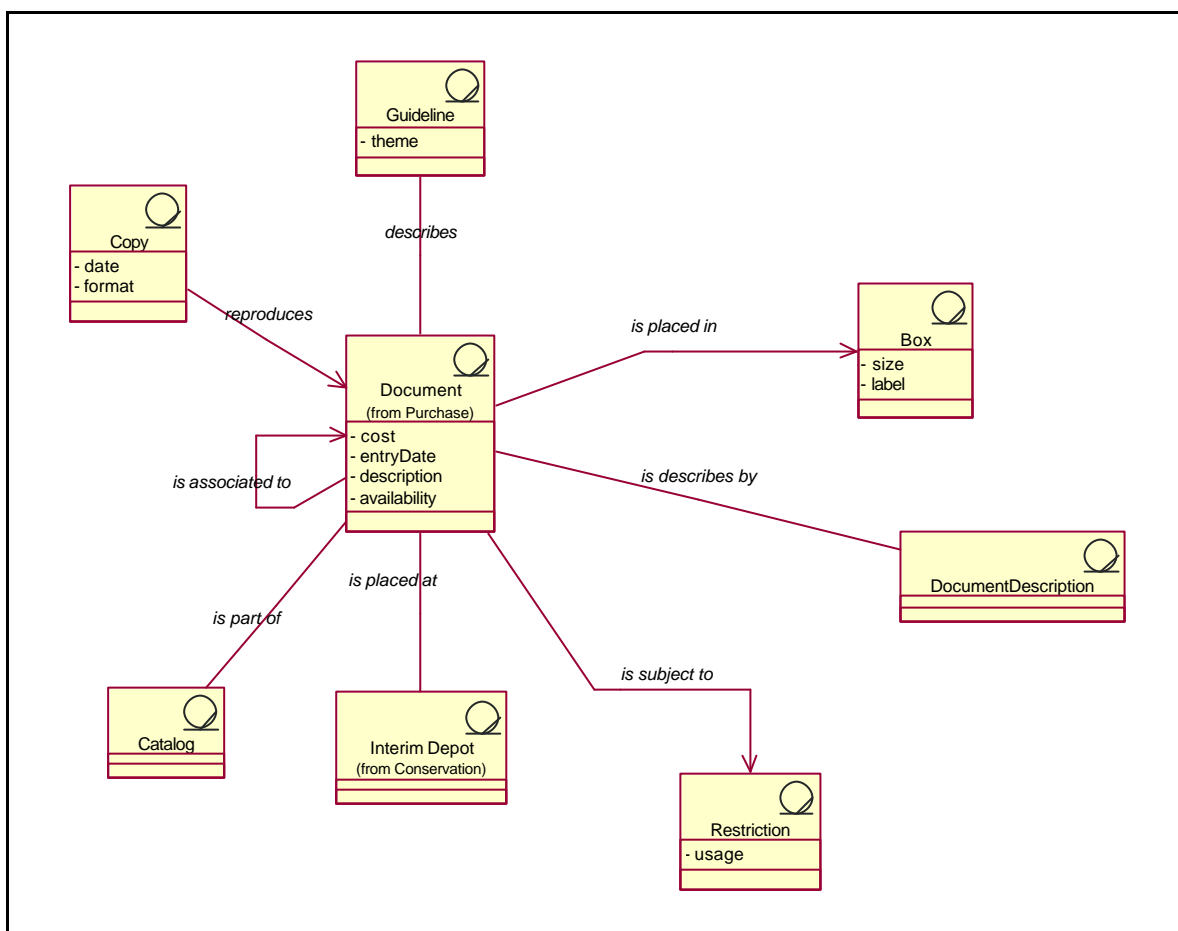 Guideline
- theme
Copy
- date
- format
describes
reproduces
is placed in
Box
- size
- label
Document
(from Purchase)
- cost
- entryDate
- description
- availability
is associated to
is describes by
DocumentDescription
is placed at
is part of
is subject to
Catalog
Interim Depot
(from Conservation)
Restriction
- usage